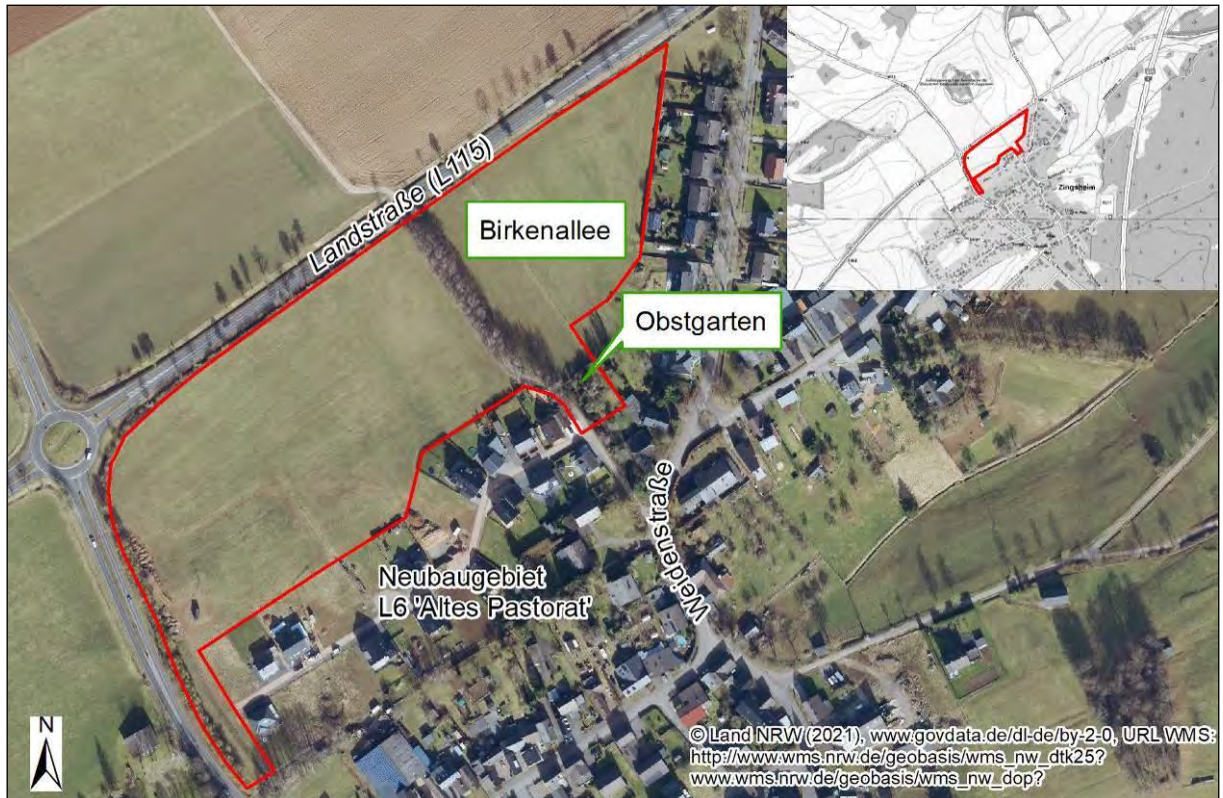 Landstraße (L115)
Birkenallee
Obstgarten
Zingsheim
Weidenstraße
Neubaugebiet
L6 'Altes Pastorat'
N
© Land NRW (2021), www.govdata.de/dl-de/by-2-0, URL WMS:
http://www.wms.nrw.de/geobasis/wms_nw_dtk25?
www.wms.nrw.de/geobasis/wms_nw_dop?